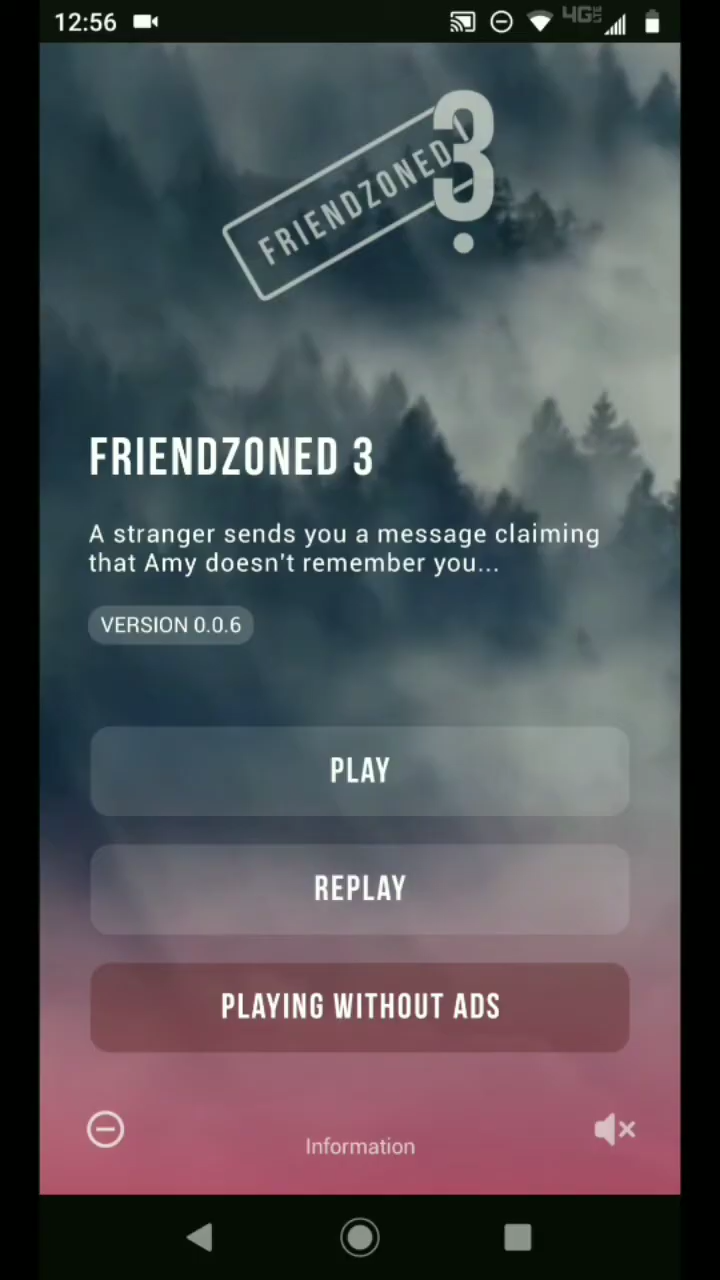 12:56
4G LTE
FRIENDZONED !
3
FRIENDZONED 3
A stranger sends you a message claiming
that Amy doesn't remember you...
VERSION 0.0.6
PLAY
REPLAY
PLAYING WITHOUT ADS
Information